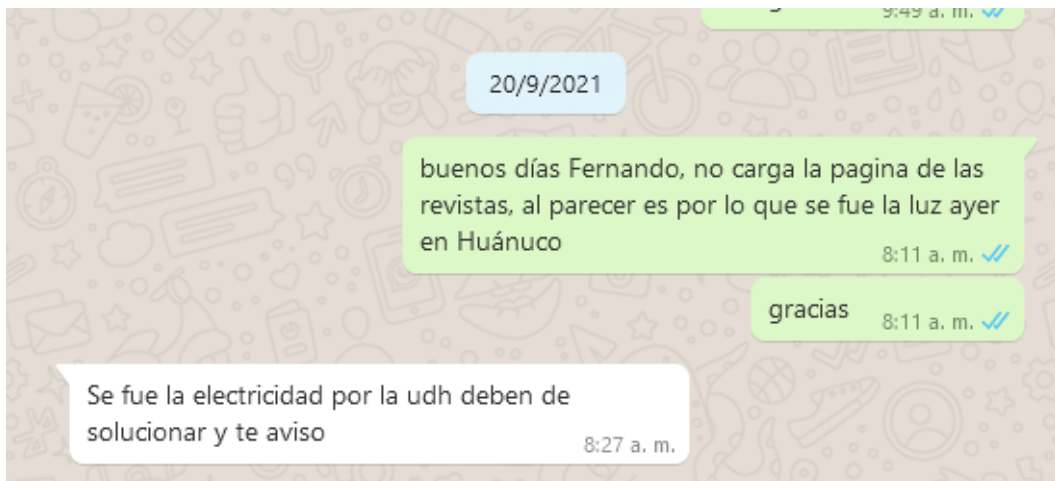 9:49 a. m.
20/9/2021
buenos días Fernando, no carga la pagina de las
revistas, al parecer es por lo que se fue la luz ayer
en Huánuco
8:11 a. m.
gracias
8:11 a. m.
Se fue la electricidad por la udh deben de
solucionar y te aviso
8:27 a. m.